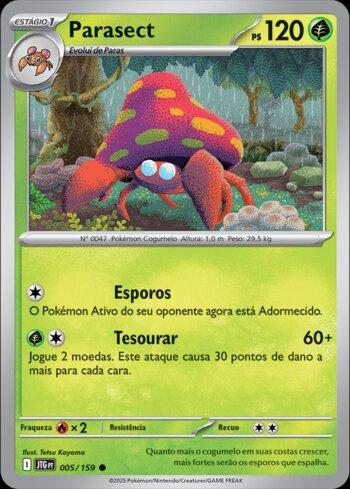 ESTÁGIO 1
Parasect
PS 120
Evolui de Paras
Nº 0047 Pokémon Cogumelo Altura: 1,0 m Peso: 29,5 kg
Esporos
O Pokémon Ativo do seu oponente agora está Adormecido.
Tesourar 60+
Jogue 2 moedas. Este ataque causa 30 pontos de dano a
mais para cada cara.
Fraqueza ×2 Resistência Recuo
Ilust. Tetsu Kayama
I JTG PT 005/159
Quanto mais o cogumelo em suas costas crescer,
mais fortes serão os esporos que espalha.
©2025 Pokémon/Nintendo/Creatures/GAME FREAK